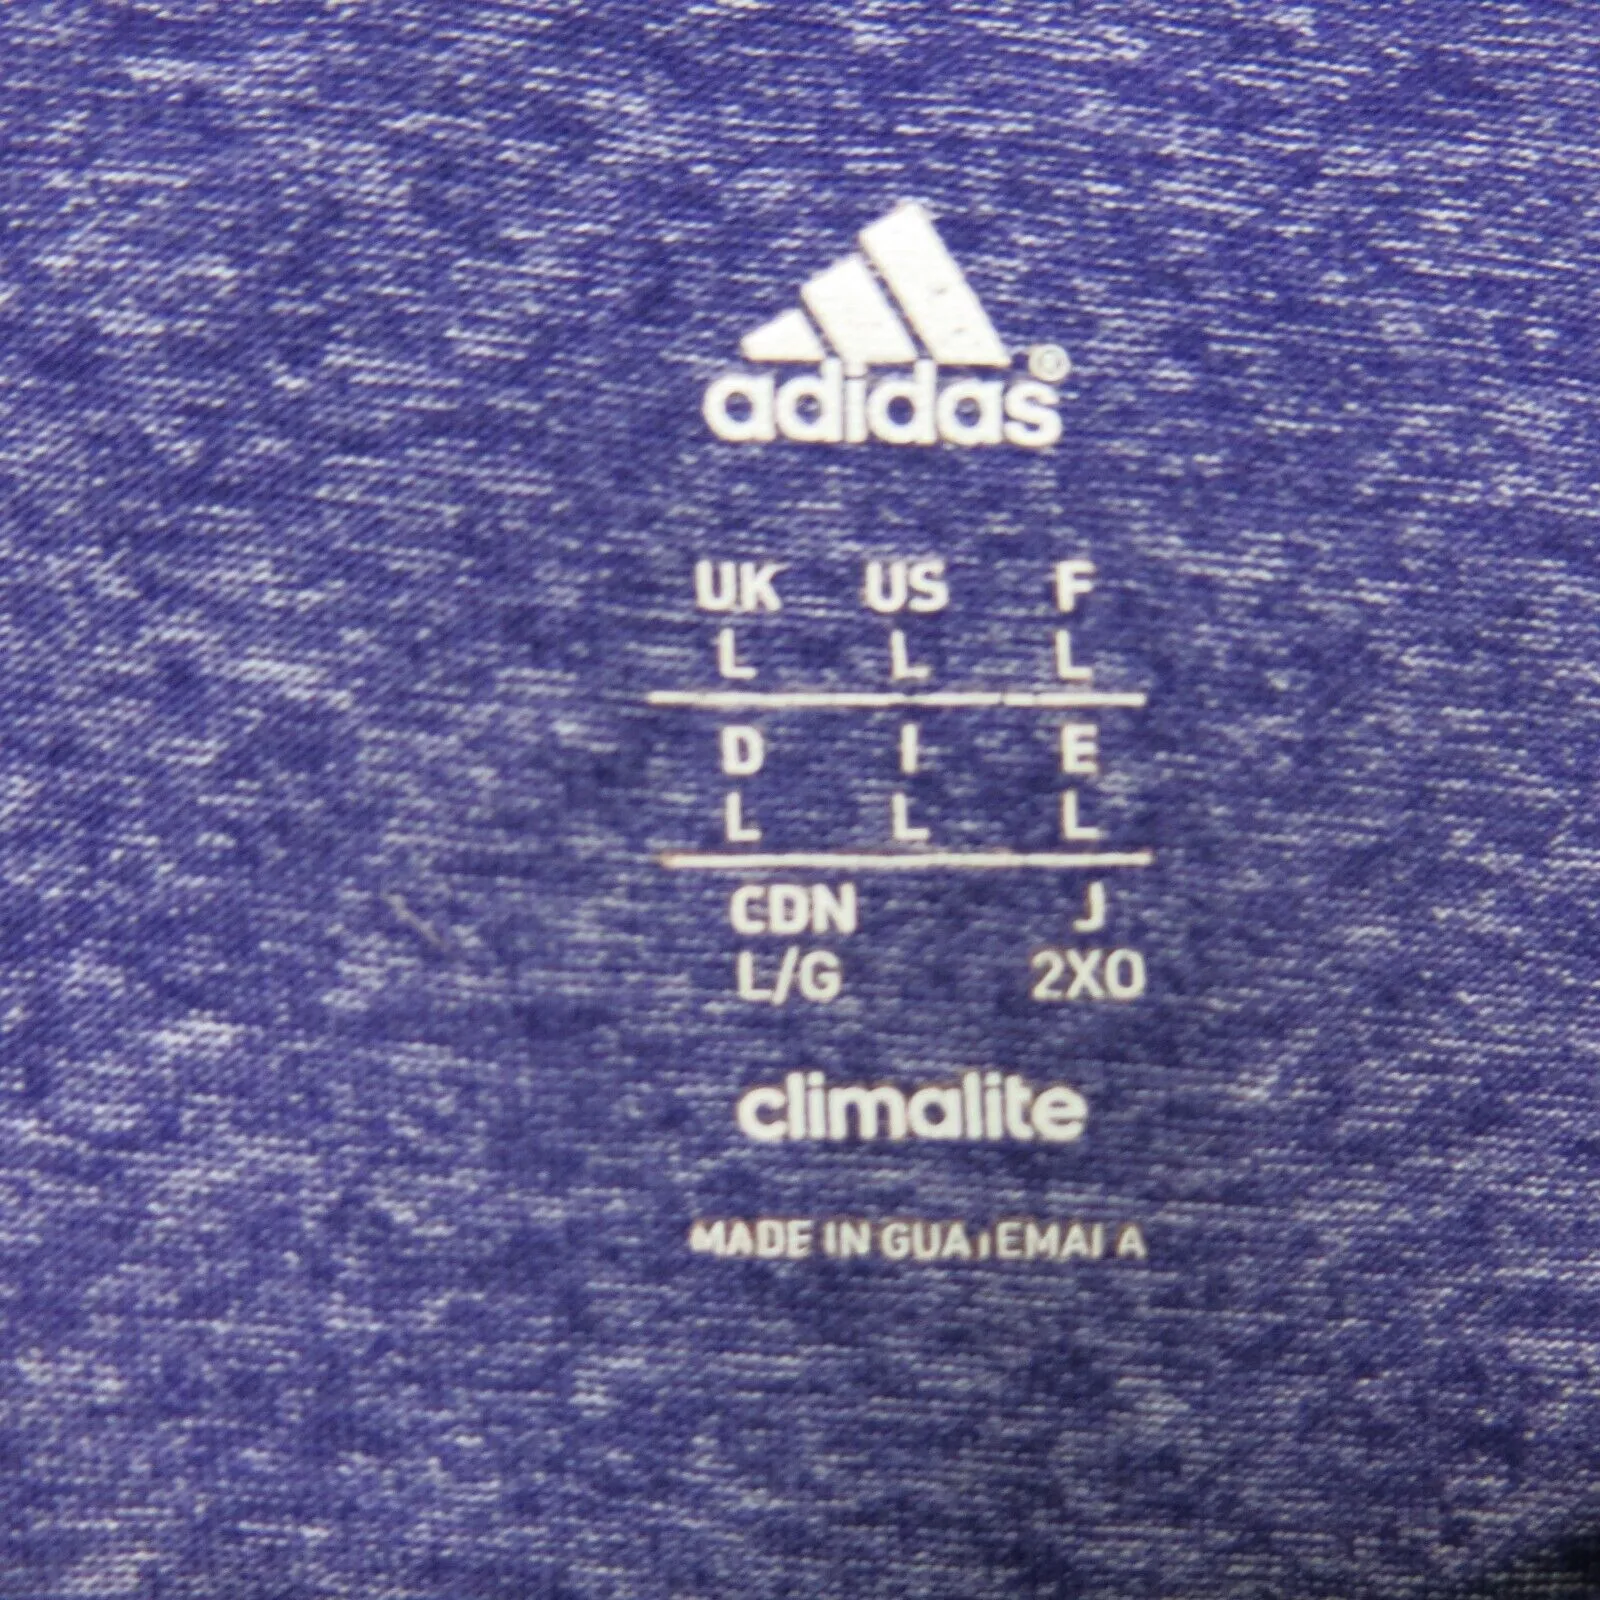 adidas®
UK US F
L L L
D I E
L L L
CDN J
L/G 2XO
climalite
MADE IN GUATEMALA